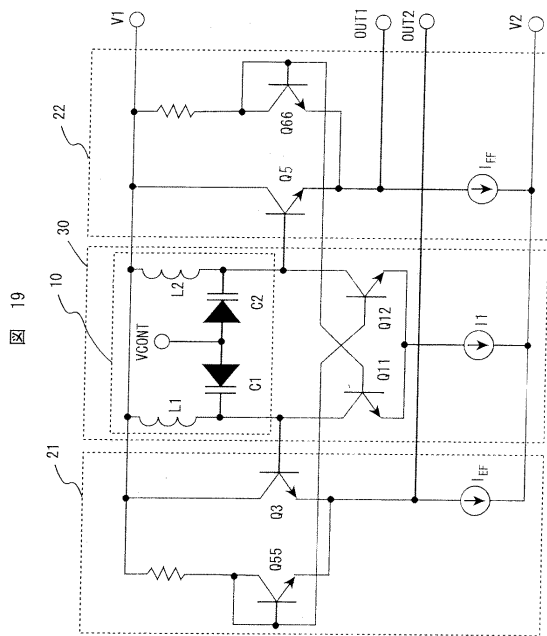 図 19
22
30
10
21
V1
OUT1
OUT2
V2
Q66
Q5
I_FF
L2
C2
VCONT
C1
L1
Q12
Q11
I1
Q3
Q55
I_EF